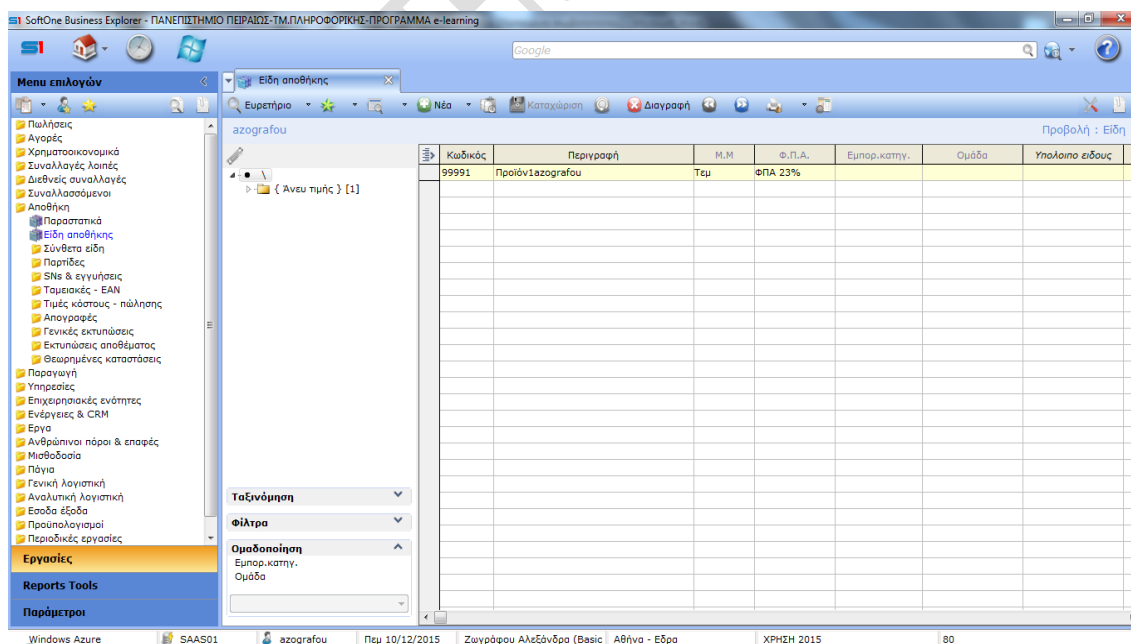 SoftOne Business Explorer - ΠΑΝΕΠΙΣΤΗΜΙΟ ΠΕΙΡΑΙΩΣ-ΤΜ.ΠΛΗΡΟΦΟΡΙΚΗΣ-ΠΡΟΓΡΑΜΜΑ e-learning
Google
Menu επιλογών
Είδη αποθήκης
Ευρετήριο
Νέα
Καταχώριση
Διαγραφή
azografou
Προβολή : Είδη
Πωλήσεις
Αγορές
Χρηματοοικονομικά
Συναλλαγές λοιπές
Διεθνείς συναλλαγές
Συναλλασσόμενοι
Αποθήκη
Παραστατικά
Είδη αποθήκης
Σύνθετα είδη
Παρτίδες
SNs & εγγυήσεις
Ταμειακές - EAN
Τιμές κόστους - πώλησης
Απογραφές
Γενικές εκτυπώσεις
Εκτυπώσεις αποθέματος
Θεωρημένες καταστάσεις
Παραγωγή
Υπηρεσίες
Επιχειρησιακές ενότητες
Ενέργειες & CRM
Εργα
Ανθρώπινοι πόροι & επαφές
Μισθοδοσία
Πάγια
Γενική λογιστική
Αναλυτική λογιστική
Εσοδα έξοδα
Προϋπολογισμοί
Περιοδικές εργασίες
Εργασίες
Reports Tools
Παράμετροι
\
{ Άνευ τιμής } [1]
Ταξινόμηση
Φίλτρα
Ομαδοποίηση
Εμπορ.κατηγ.
Ομάδα
Κωδικός Περιγραφή Μ.Μ Φ.Π.Α. Εμπορ.κατηγ. Ομάδα Υπολοιπο ειδους
99991 Προϊόν1azografou Τεμ ΦΠΑ 23%
Windows Azure SAAS01 azografou Πεμ 10/12/2015 Ζωγράφου Αλεξάνδρα (Basic Αθήνα - Εδρα ΧΡΗΣΗ 2015 80